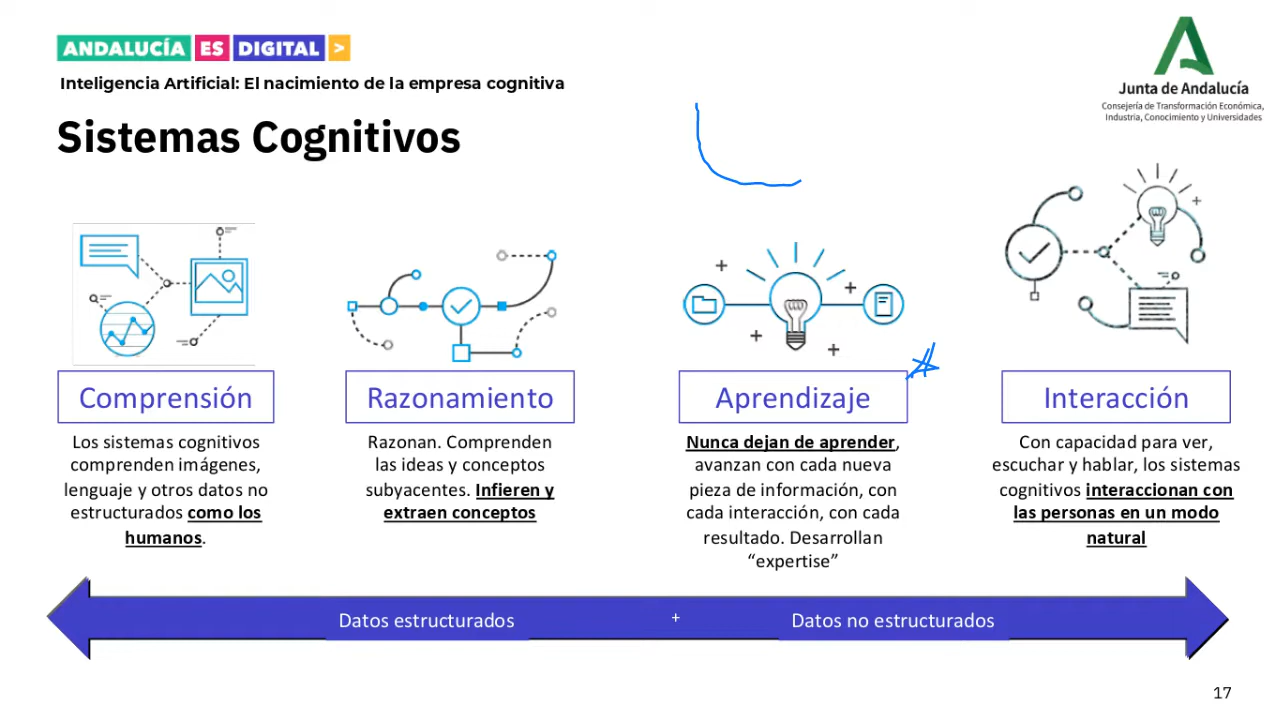 ANDALUCÍA ES DIGITAL >
Inteligencia Artificial: El nacimiento de la empresa cognitiva
Sistemas Cognitivos
Junta de Andalucía
Consejería de Transformación Económica,
Industria, Conocimiento y Universidades
Comprensión
Los sistemas cognitivos
comprenden imágenes,
lenguaje y otros datos no
estructurados como los
humanos.
Razonamiento
Razonan. Comprenden
las ideas y conceptos
subyacentes. Infieren y
extraen conceptos
Aprendizaje
Nunca dejan de aprender,
avanzan con cada nueva
pieza de información, con
cada interacción, con cada
resultado. Desarrollan
“expertise”
Interacción
Con capacidad para ver,
escuchar y hablar, los sistemas
cognitivos interaccionan con
las personas en un modo
natural
Datos estructurados + Datos no estructurados
17